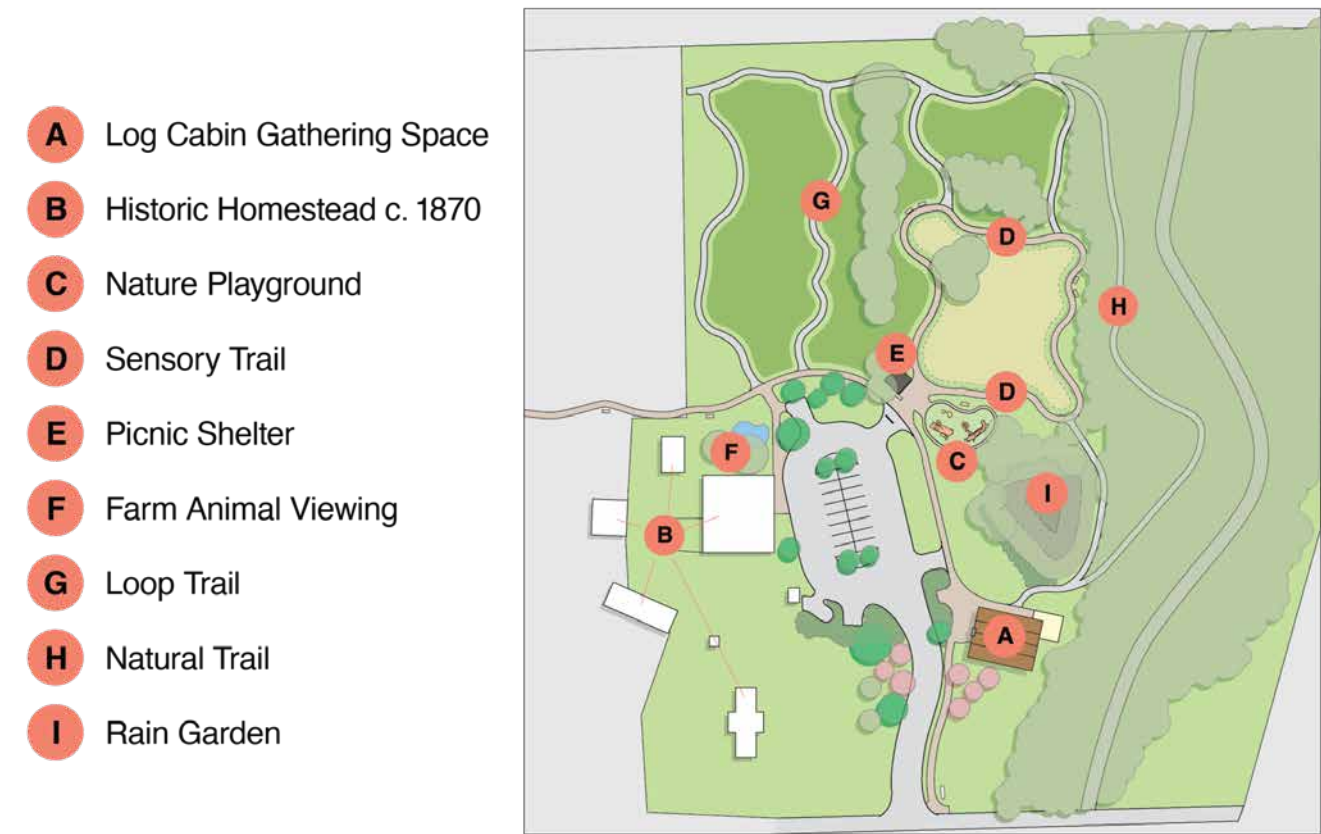 A Log Cabin Gathering Space
B Historic Homestead c. 1870
C Nature Playground
D Sensory Trail
E Picnic Shelter
F Farm Animal Viewing
G Loop Trail
H Natural Trail
I Rain Garden
G
D
H
E
D
F
C
I
B
A